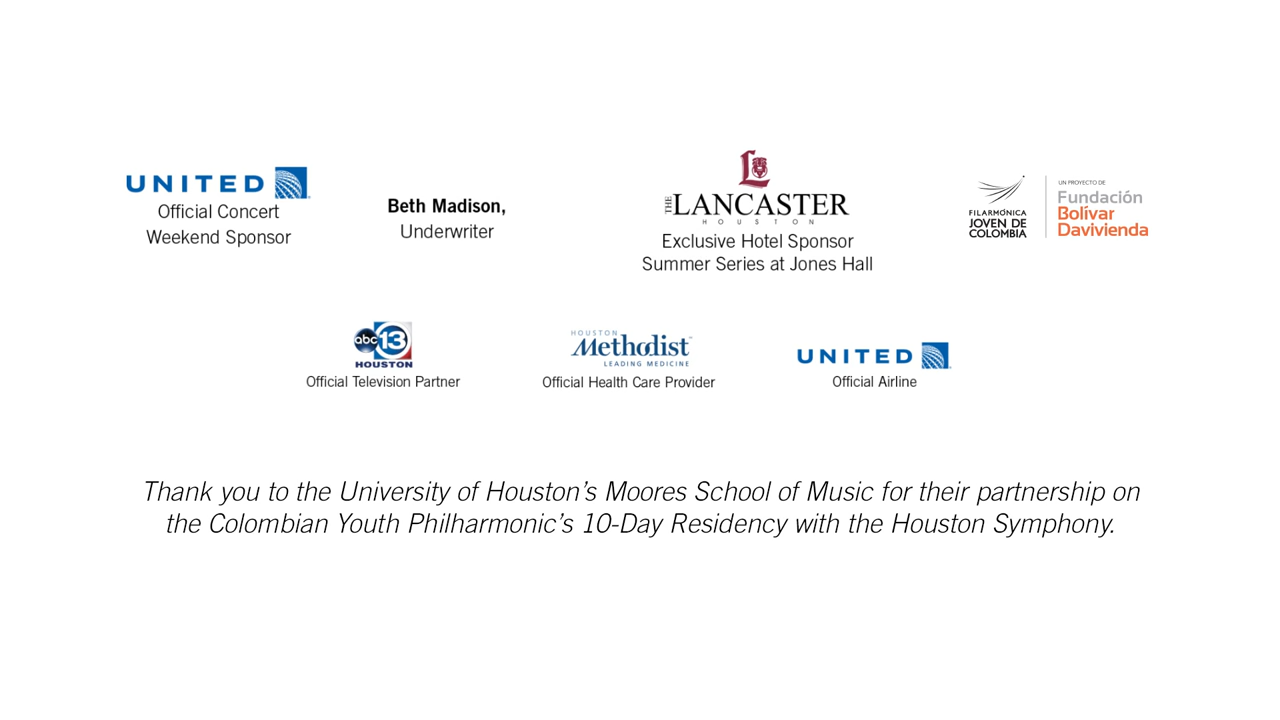 UNITED
Official Concert
Weekend Sponsor
Beth Madison,
Underwriter
L
THE LANCASTER
HOUSTON
Exclusive Hotel Sponsor
Summer Series at Jones Hall
FILARMÓNICA
JOVEN DE
COLOMBIA
UN PROYECTO DE
Fundación
Bolívar
Davivienda
abc 13
HOUSTON
Official Television Partner
HOUSTON
Methodist
LEADING MEDICINE
Official Health Care Provider
UNITED
Official Airline
Thank you to the University of Houston’s Moores School of Music for their partnership on
the Colombian Youth Philharmonic’s 10-Day Residency with the Houston Symphony.